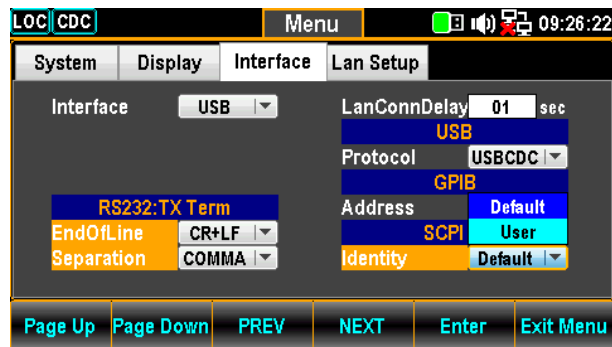 LOC CDC Menu 09:26:22
System Display Interface Lan Setup
Interface USB LanConnDelay 01 sec
USB
Protocol USBCDC
GPIB
RS232:TX Term Address Default
EndOfLine CR+LF SCPI User
Separation COMMA Identity Default
Page Up Page Down PREV NEXT Enter Exit Menu